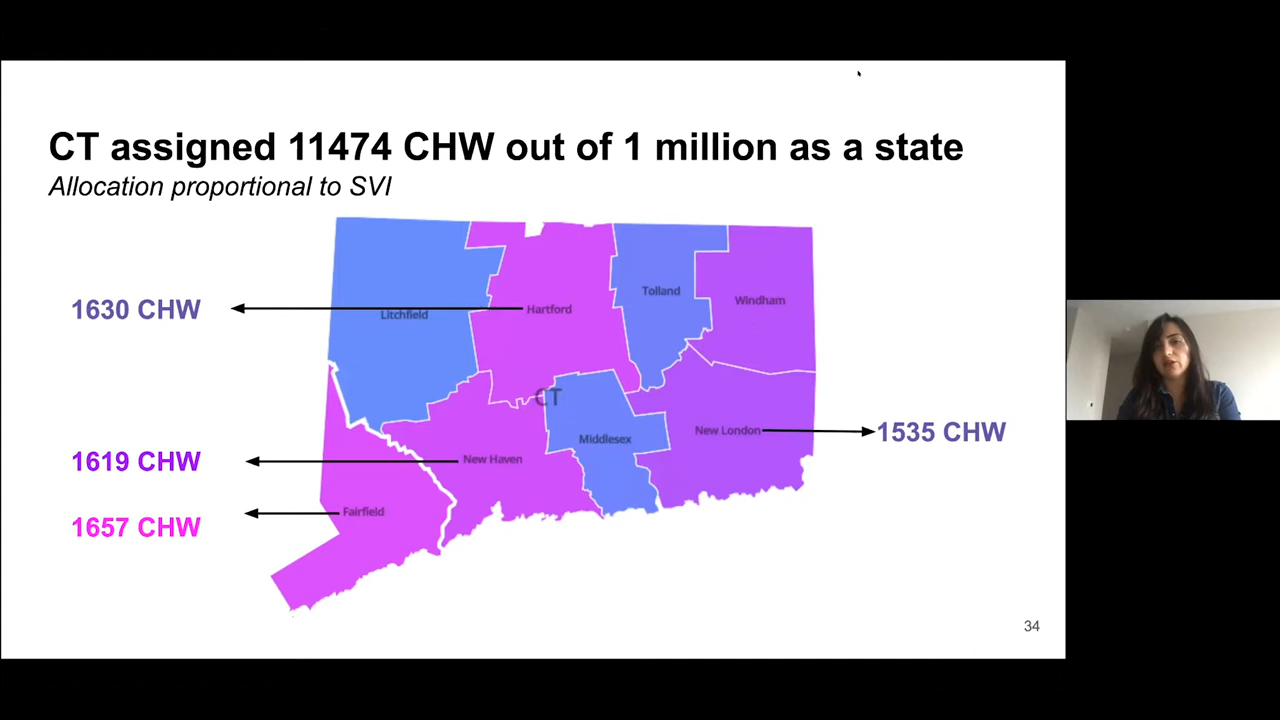 CT assigned 11474 CHW out of 1 million as a state
Allocation proportional to SVI
1630 CHW
Litchfield
Hartford
Tolland
Windham
CT
1619 CHW
New Haven
Middlesex
New London
1535 CHW
1657 CHW
Fairfield
34